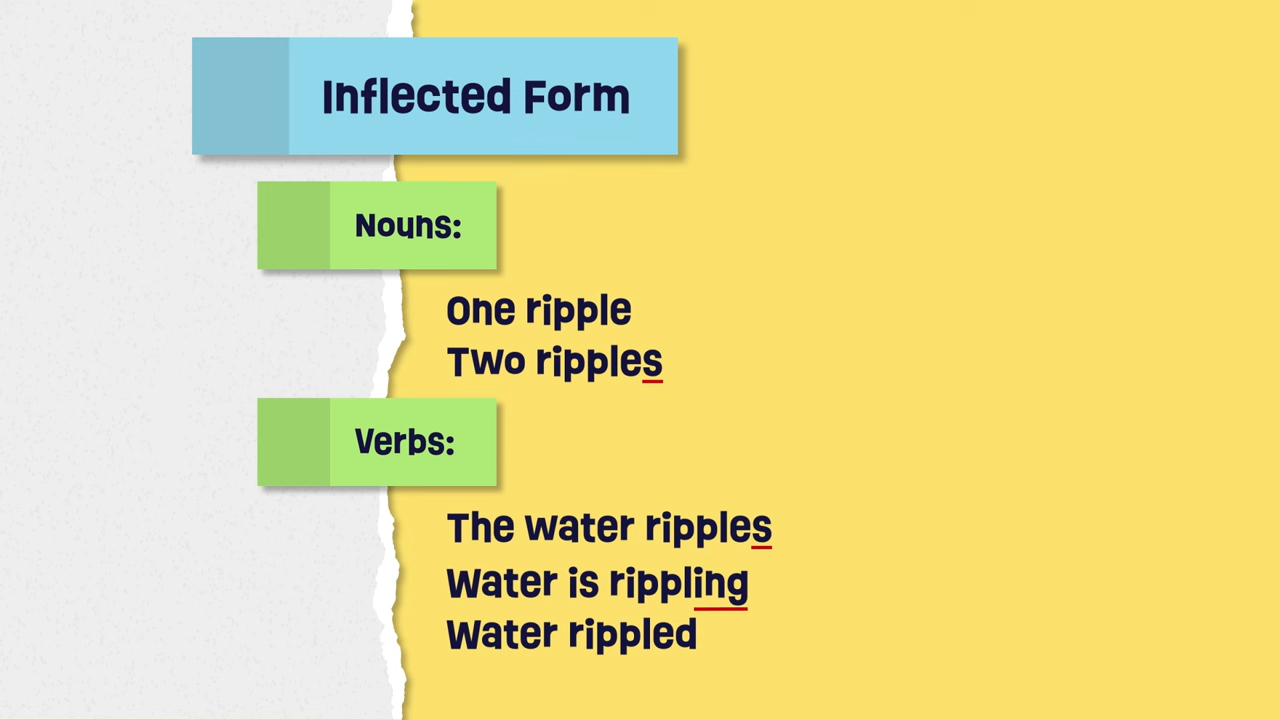 Inflected Form
Nouns:
One ripple
Two ripples
Verbs:
The water ripples
Water is rippling
Water rippled